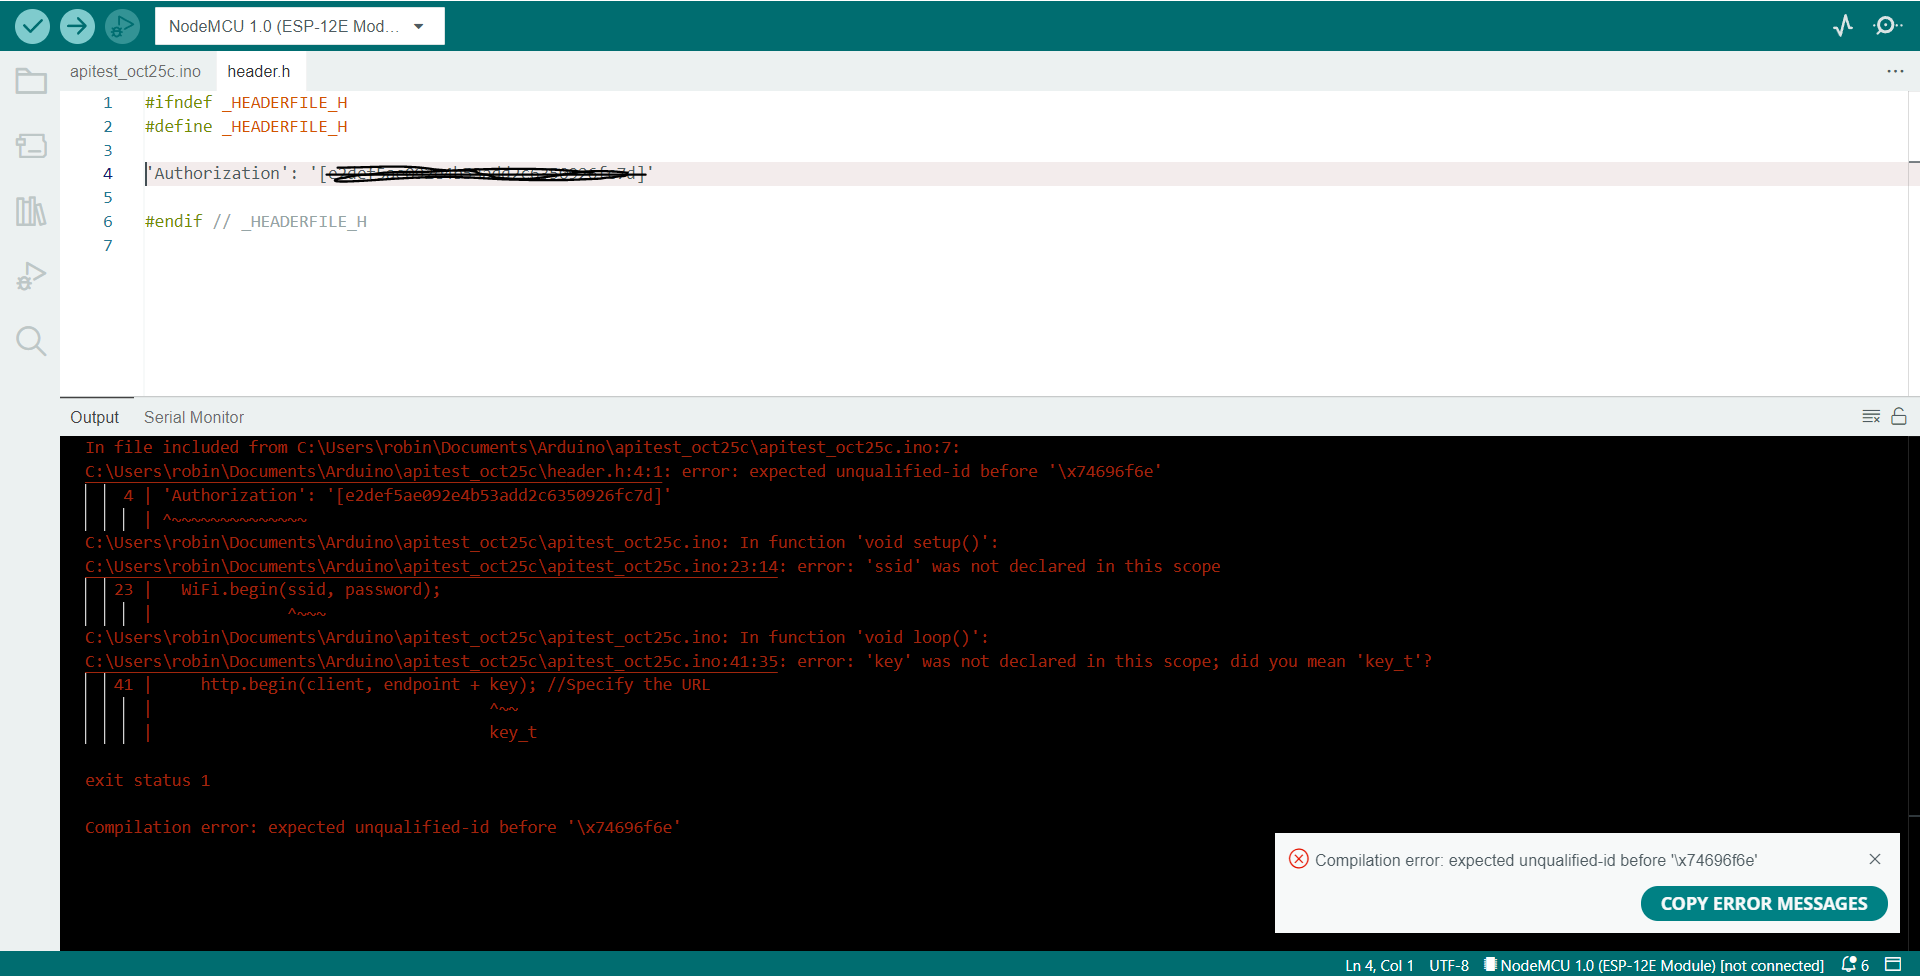 NodeMCU 1.0 (ESP-12E Mod...
apitest_oct25c.ino header.h
1 #ifndef _HEADERFILE_H
2 #define _HEADERFILE_H
3
4 'Authorization': '[ ]'
5
6 #endif // _HEADERFILE_H
7
Output Serial Monitor
In file included from C:\Users\robin\Documents\Arduino\apitest_oct25c\apitest_oct25c.ino:7:
C:\Users\robin\Documents\Arduino\apitest_oct25c\header.h:4:1: error: expected unqualified-id before '\x74696f6e'
4 | 'Authorization': '[e2def5ae092e4b53add2c6350926fc7d]'
| ^~~~~~~~~~~~~~~
C:\Users\robin\Documents\Arduino\apitest_oct25c\apitest_oct25c.ino: In function 'void setup()':
C:\Users\robin\Documents\Arduino\apitest_oct25c\apitest_oct25c.ino:23:14: error: 'ssid' was not declared in this scope
23 | WiFi.begin(ssid, password);
| ^~~~
C:\Users\robin\Documents\Arduino\apitest_oct25c\apitest_oct25c.ino: In function 'void loop()':
C:\Users\robin\Documents\Arduino\apitest_oct25c\apitest_oct25c.ino:41:35: error: 'key' was not declared in this scope; did you mean 'key_t'?
41 | http.begin(client, endpoint + key); //Specify the URL
| ^~~
| key_t
exit status 1
Compilation error: expected unqualified-id before '\x74696f6e'
Compilation error: expected unqualified-id before '\x74696f6e'
COPY ERROR MESSAGES
Ln 4, Col 1 UTF-8 NodeMCU 1.0 (ESP-12E Module) [not connected] 6